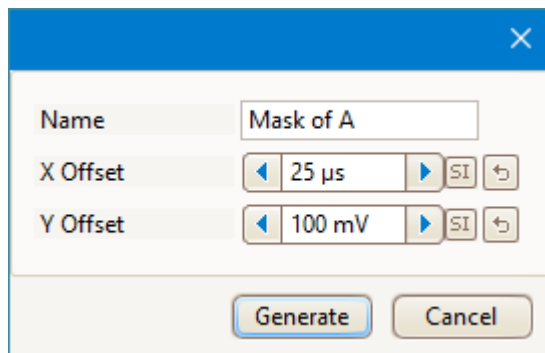 Name Mask of A
X Offset 25 µs SI
Y Offset 100 mV SI
Generate Cancel